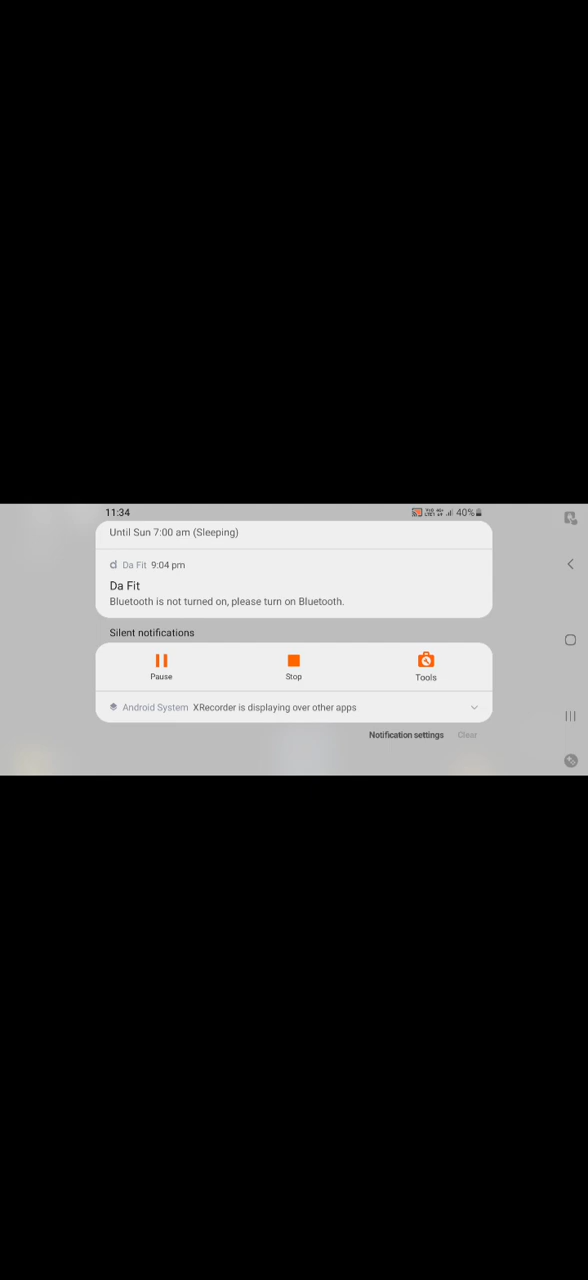 11:34
40%
Until Sun 7:00 am (Sleeping)
Da Fit 9:04 pm
Da Fit
Bluetooth is not turned on, please turn on Bluetooth.
Silent notifications
Pause Stop Tools
Android System XRecorder is displaying over other apps
Notification settings Clear